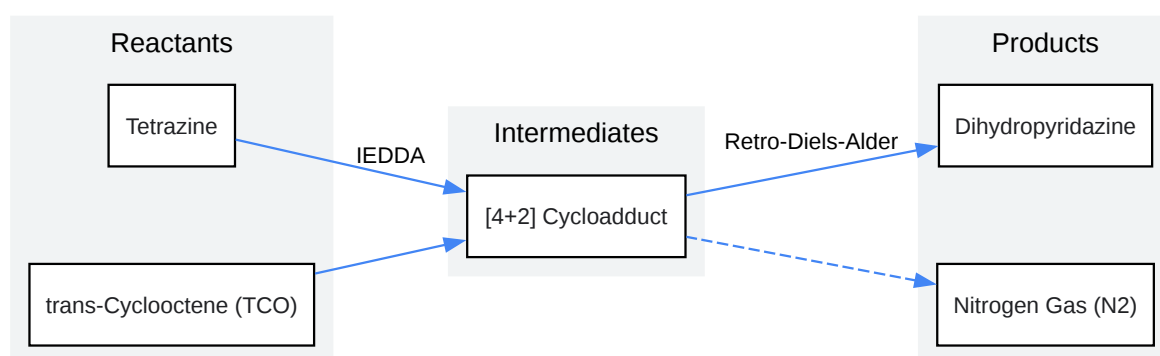 Reactants
Tetrazine
trans-Cyclooctene (TCO)
IEDDA
Intermediates
[4+2] Cycloadduct
Retro-Diels-Alder
Products
Dihydropyridazine
Nitrogen Gas (N2)